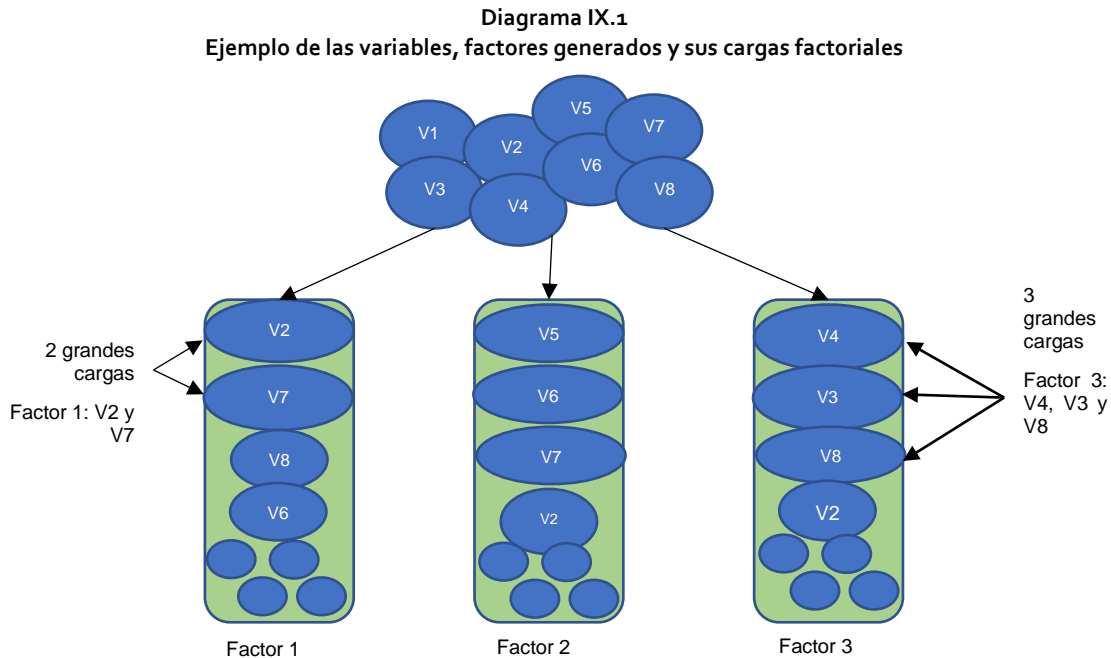 Diagrama IX.1
Ejemplo de las variables, factores generados y sus cargas factoriales
V5
V7
V1
V2
V6
V3
V8
V4
2 grandes
cargas
Factor 1: V2 y
V7
V2
V7
V8
V6
Factor 1
V5
V6
V7
V2
Factor 2
V4
V3
V8
V2
Factor 3
3
grandes
cargas
Factor 3:
V4, V3 y
V8